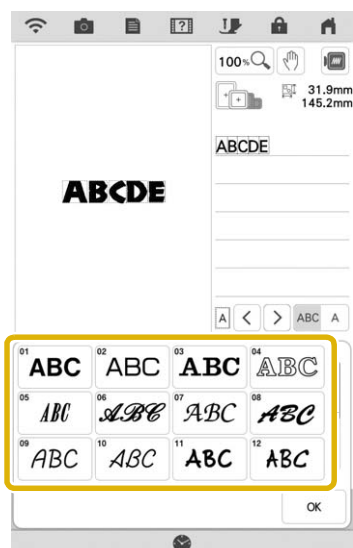 100%
31.9mm
145.2mm
ABCDE
ABCDE
A < > ABC A
01 ABC 02 ABC 03 ABC 04 ABC
05 ABC 06 ABC 07 ABC 08 ABC
09 ABC 10 ABC 11 ABC 12 ABC
OK